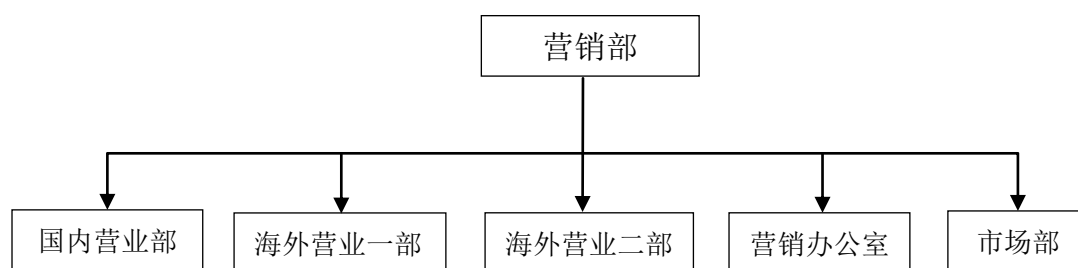 营销部
国内营业部
海外营业一部
海外营业二部
营销办公室
市场部